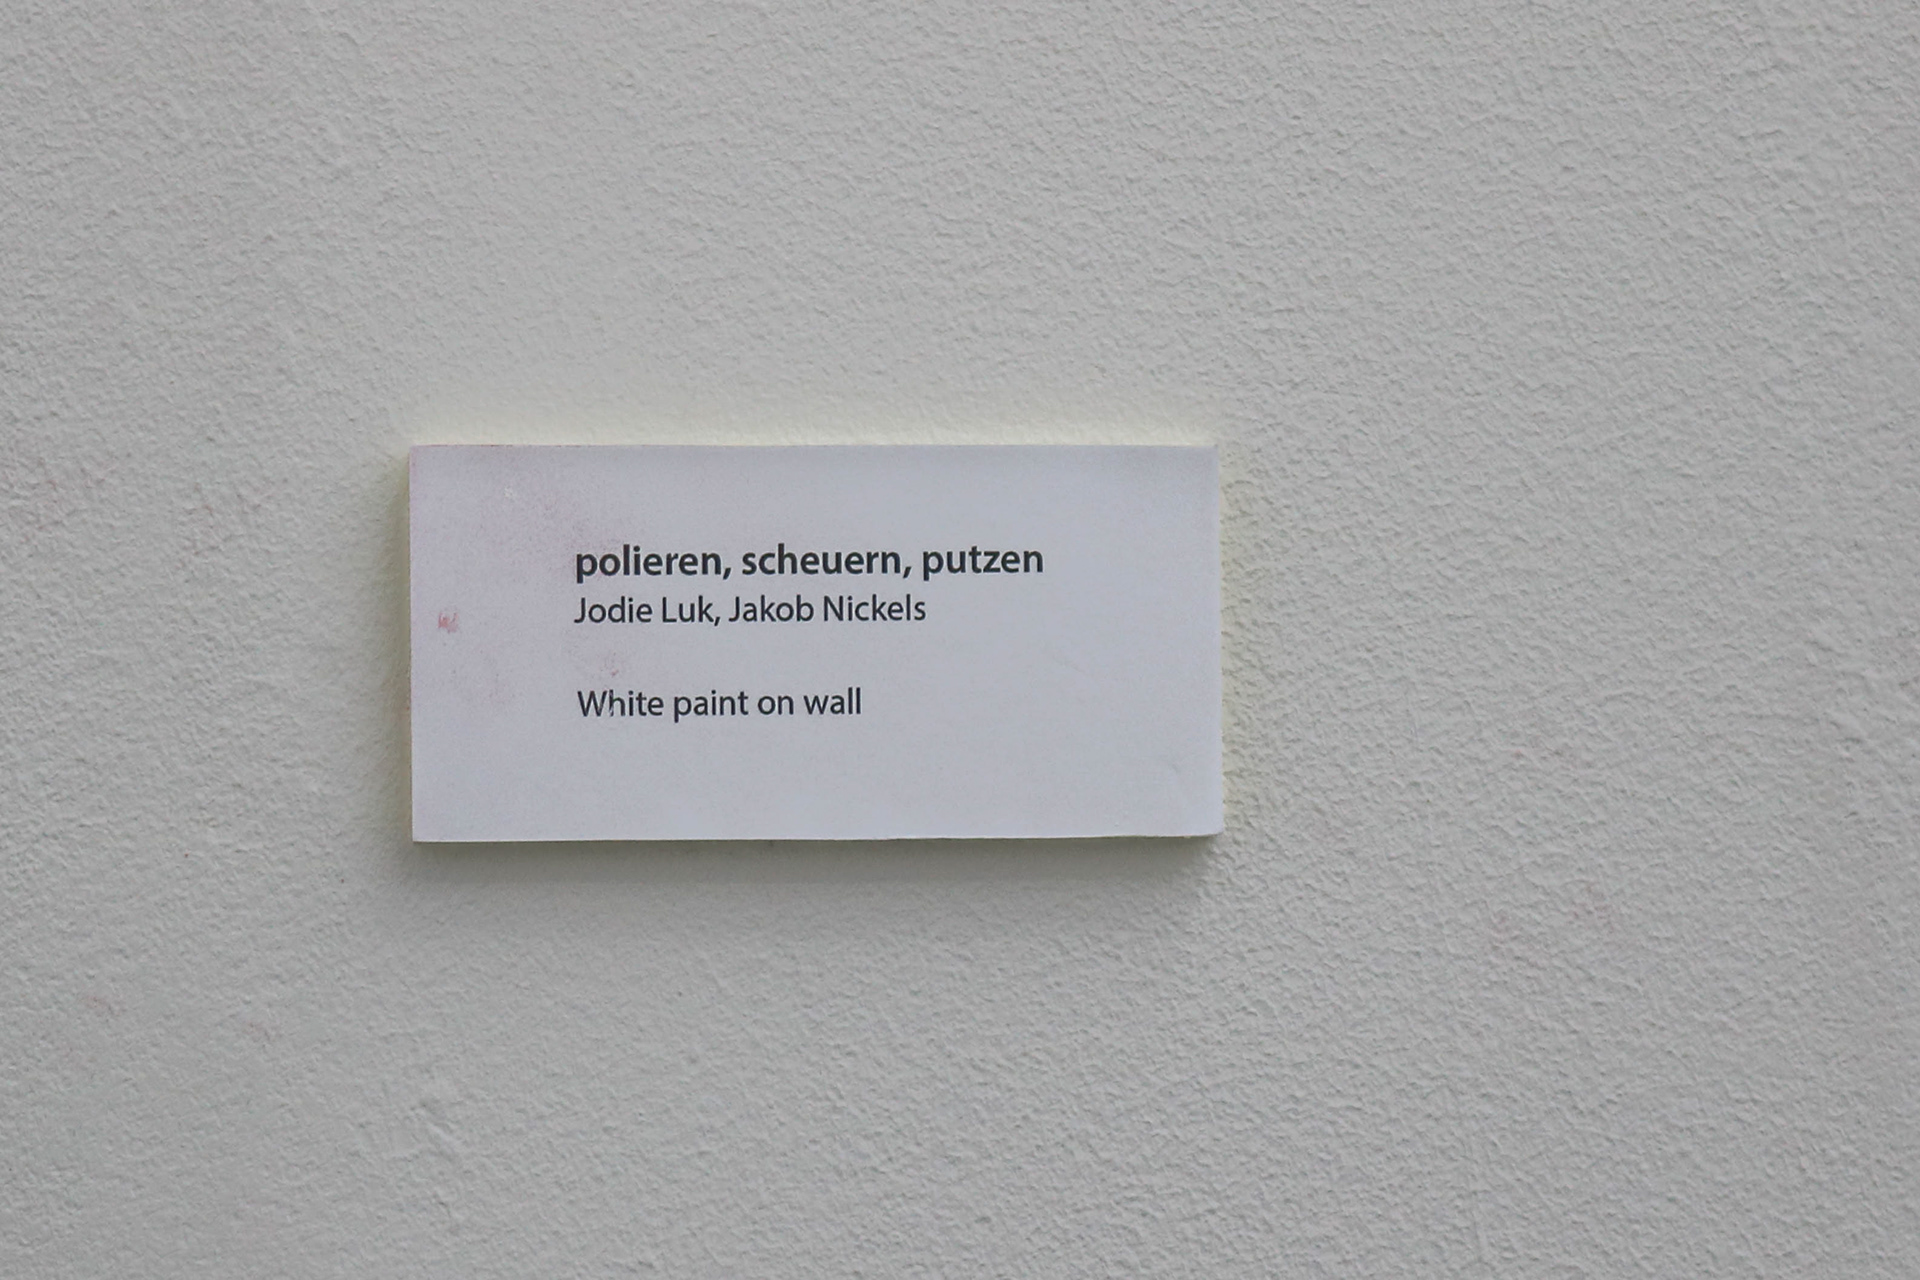 polieren, scheuern, putzen
Jodie Luk, Jakob Nickels
White paint on wall